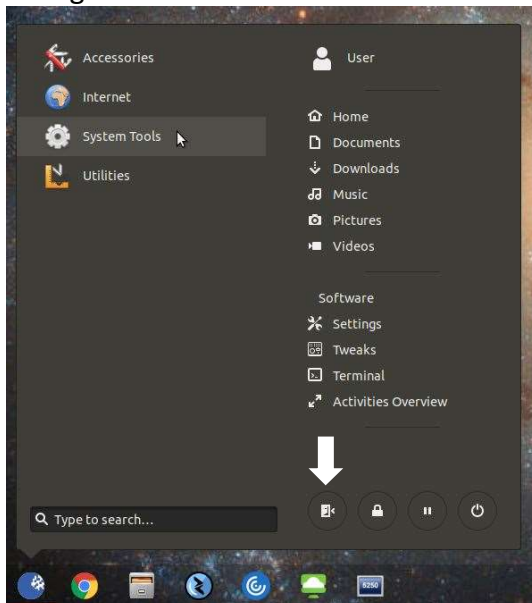 Accessories
Internet
System Tools
Utilities
Type to search...
User
Home
Documents
Downloads
Music
Pictures
Videos
Software
Settings
Tweaks
Terminal
Activities Overview
5250